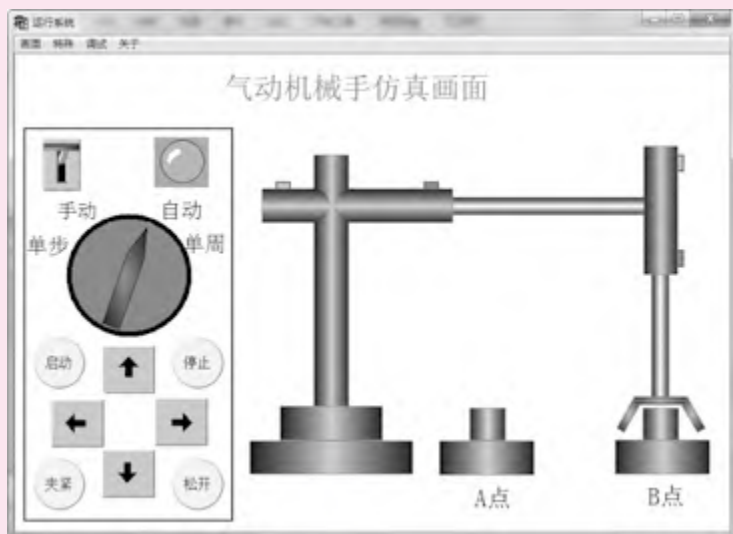 运行系统
画面 特殊 调试 关于
气动机械手仿真画面
手动 自动
单步 单周
启动 停止
夹紧 松开
A点 B点